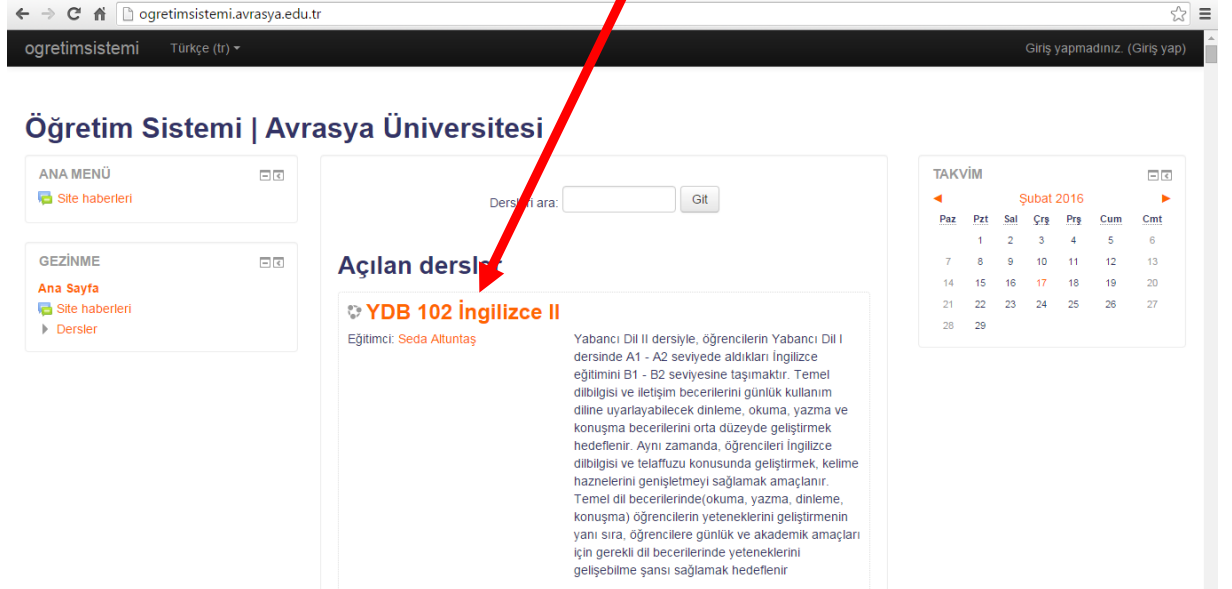 ogretimsistemi.avrasya.edu.tr
ogretimsistemi Türkçe (tr) Giriş yapmadınız. (Giriş yap)
Öğretim Sistemi | Avrasya Üniversitesi
ANA MENÜ
Site haberleri
GEZİNME
Ana Sayfa
Site haberleri
Dersler
Dersleri ara: Git
Açılan dersler
YDB 102 İngilizce II
Eğitimci: Seda Altuntaş
Yabancı Dil II dersiyle, öğrencilerin Yabancı Dil I
dersinde A1 - A2 seviyede aldıkları İngilizce
eğitimini B1 - B2 seviyesine taşımaktır. Temel
dilbilgisi ve iletişim becerilerini günlük kullanım
diline uyarlayabilecek dinleme, okuma, yazma ve
konuşma becerilerini orta düzeyde geliştirmek
hedeflenir. Aynı zamanda, öğrencileri İngilizce
dilbilgisi ve telaffuzu konusunda geliştirmek, kelime
haznelerini genişletmeyi sağlamak amaçlanır.
Temel dil becerilerinde(okuma, yazma, dinleme,
konuşma) öğrencilerin yeteneklerini geliştirmenin
yanı sıra, öğrencilere günlük ve akademik amaçları
için gerekli dil becerilerinde yeteneklerini
gelişebilme şansı sağlamak hedeflenir
TAKVİM
Şubat 2016
Paz Pzt Sal Çrş Prş Cum Cmt
1 2 3 4 5 6
7 8 9 10 11 12 13
14 15 16 17 18 19 20
21 22 23 24 25 26 27
28 29